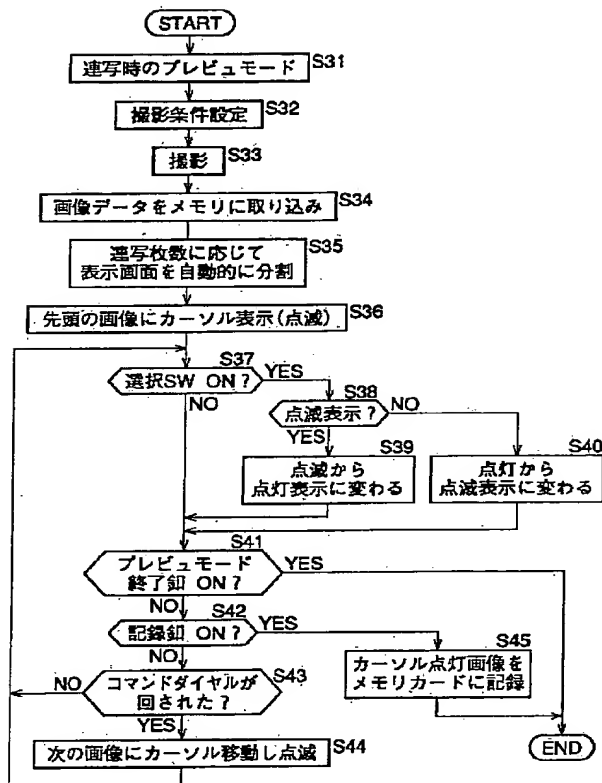 START
連写時のプレビュモード
S31
撮影条件設定
S32
撮影
S33
画像データをメモリに取り込み
S34
連写枚数に応じて
表示画面を自動的に分割
S35
先頭の画像にカーソル表示(点滅)
S36
選択SW ON?
S37
YES
NO
点滅表示?
S38
YES
NO
点滅から
点灯表示に変わる
S39
点灯から
点滅表示に変わる
S40
プレビュモード
終了釦 ON?
S41
YES
NO
記録釦 ON?
S42
YES
NO
カーソル点灯画像を
メモリカードに記録
S45
コマンドダイヤルが
回された?
S43
NO
YES
次の画像にカーソル移動し点滅
S44
END